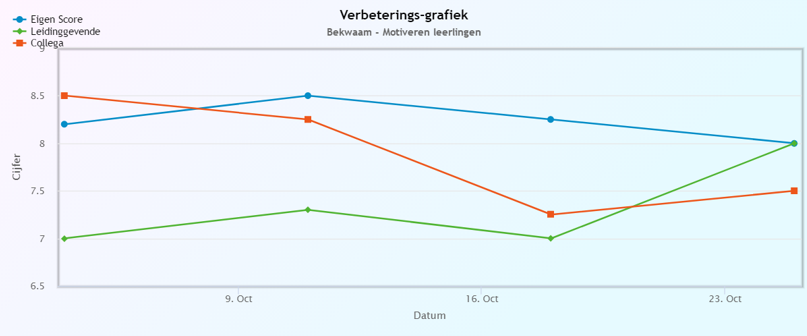 Verbeterings-grafiek
Bekwaam - Motiveren leerlingen
Eigen Score
Leidinggevende
Collega
9
8.5
8
7.5
7
6.5
Cijfer
9. Oct
16. Oct
23. Oct
Datum